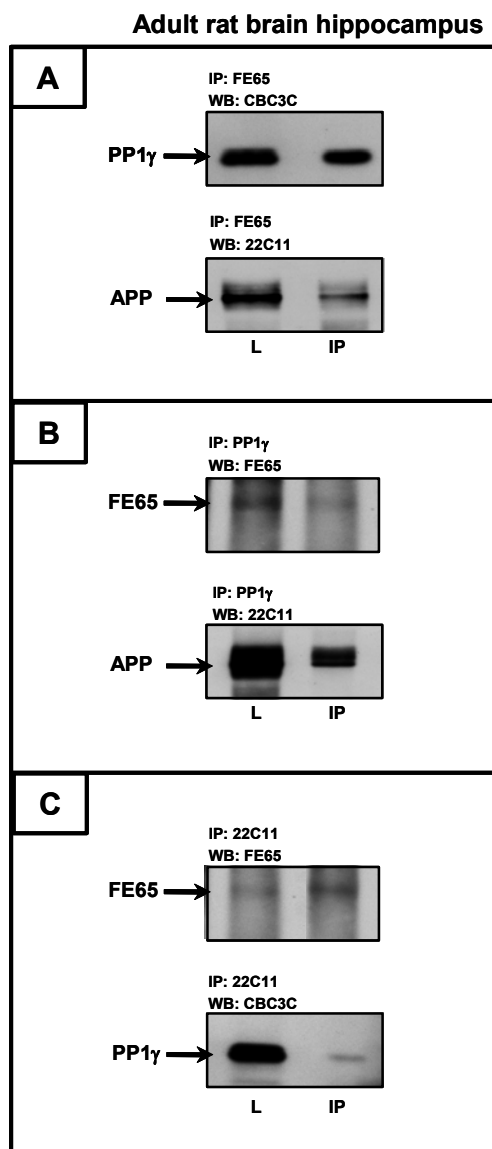 Adult rat brain hippocampus
A
IP: FE65
WB: CBC3C
PP1γ
IP: FE65
WB: 22C11
APP
L IP
B
IP: PP1γ
WB: FE65
FE65
IP: PP1γ
WB: 22C11
APP
L IP
C
IP: 22C11
WB: FE65
FE65
IP: 22C11
WB: CBC3C
PP1γ
L IP